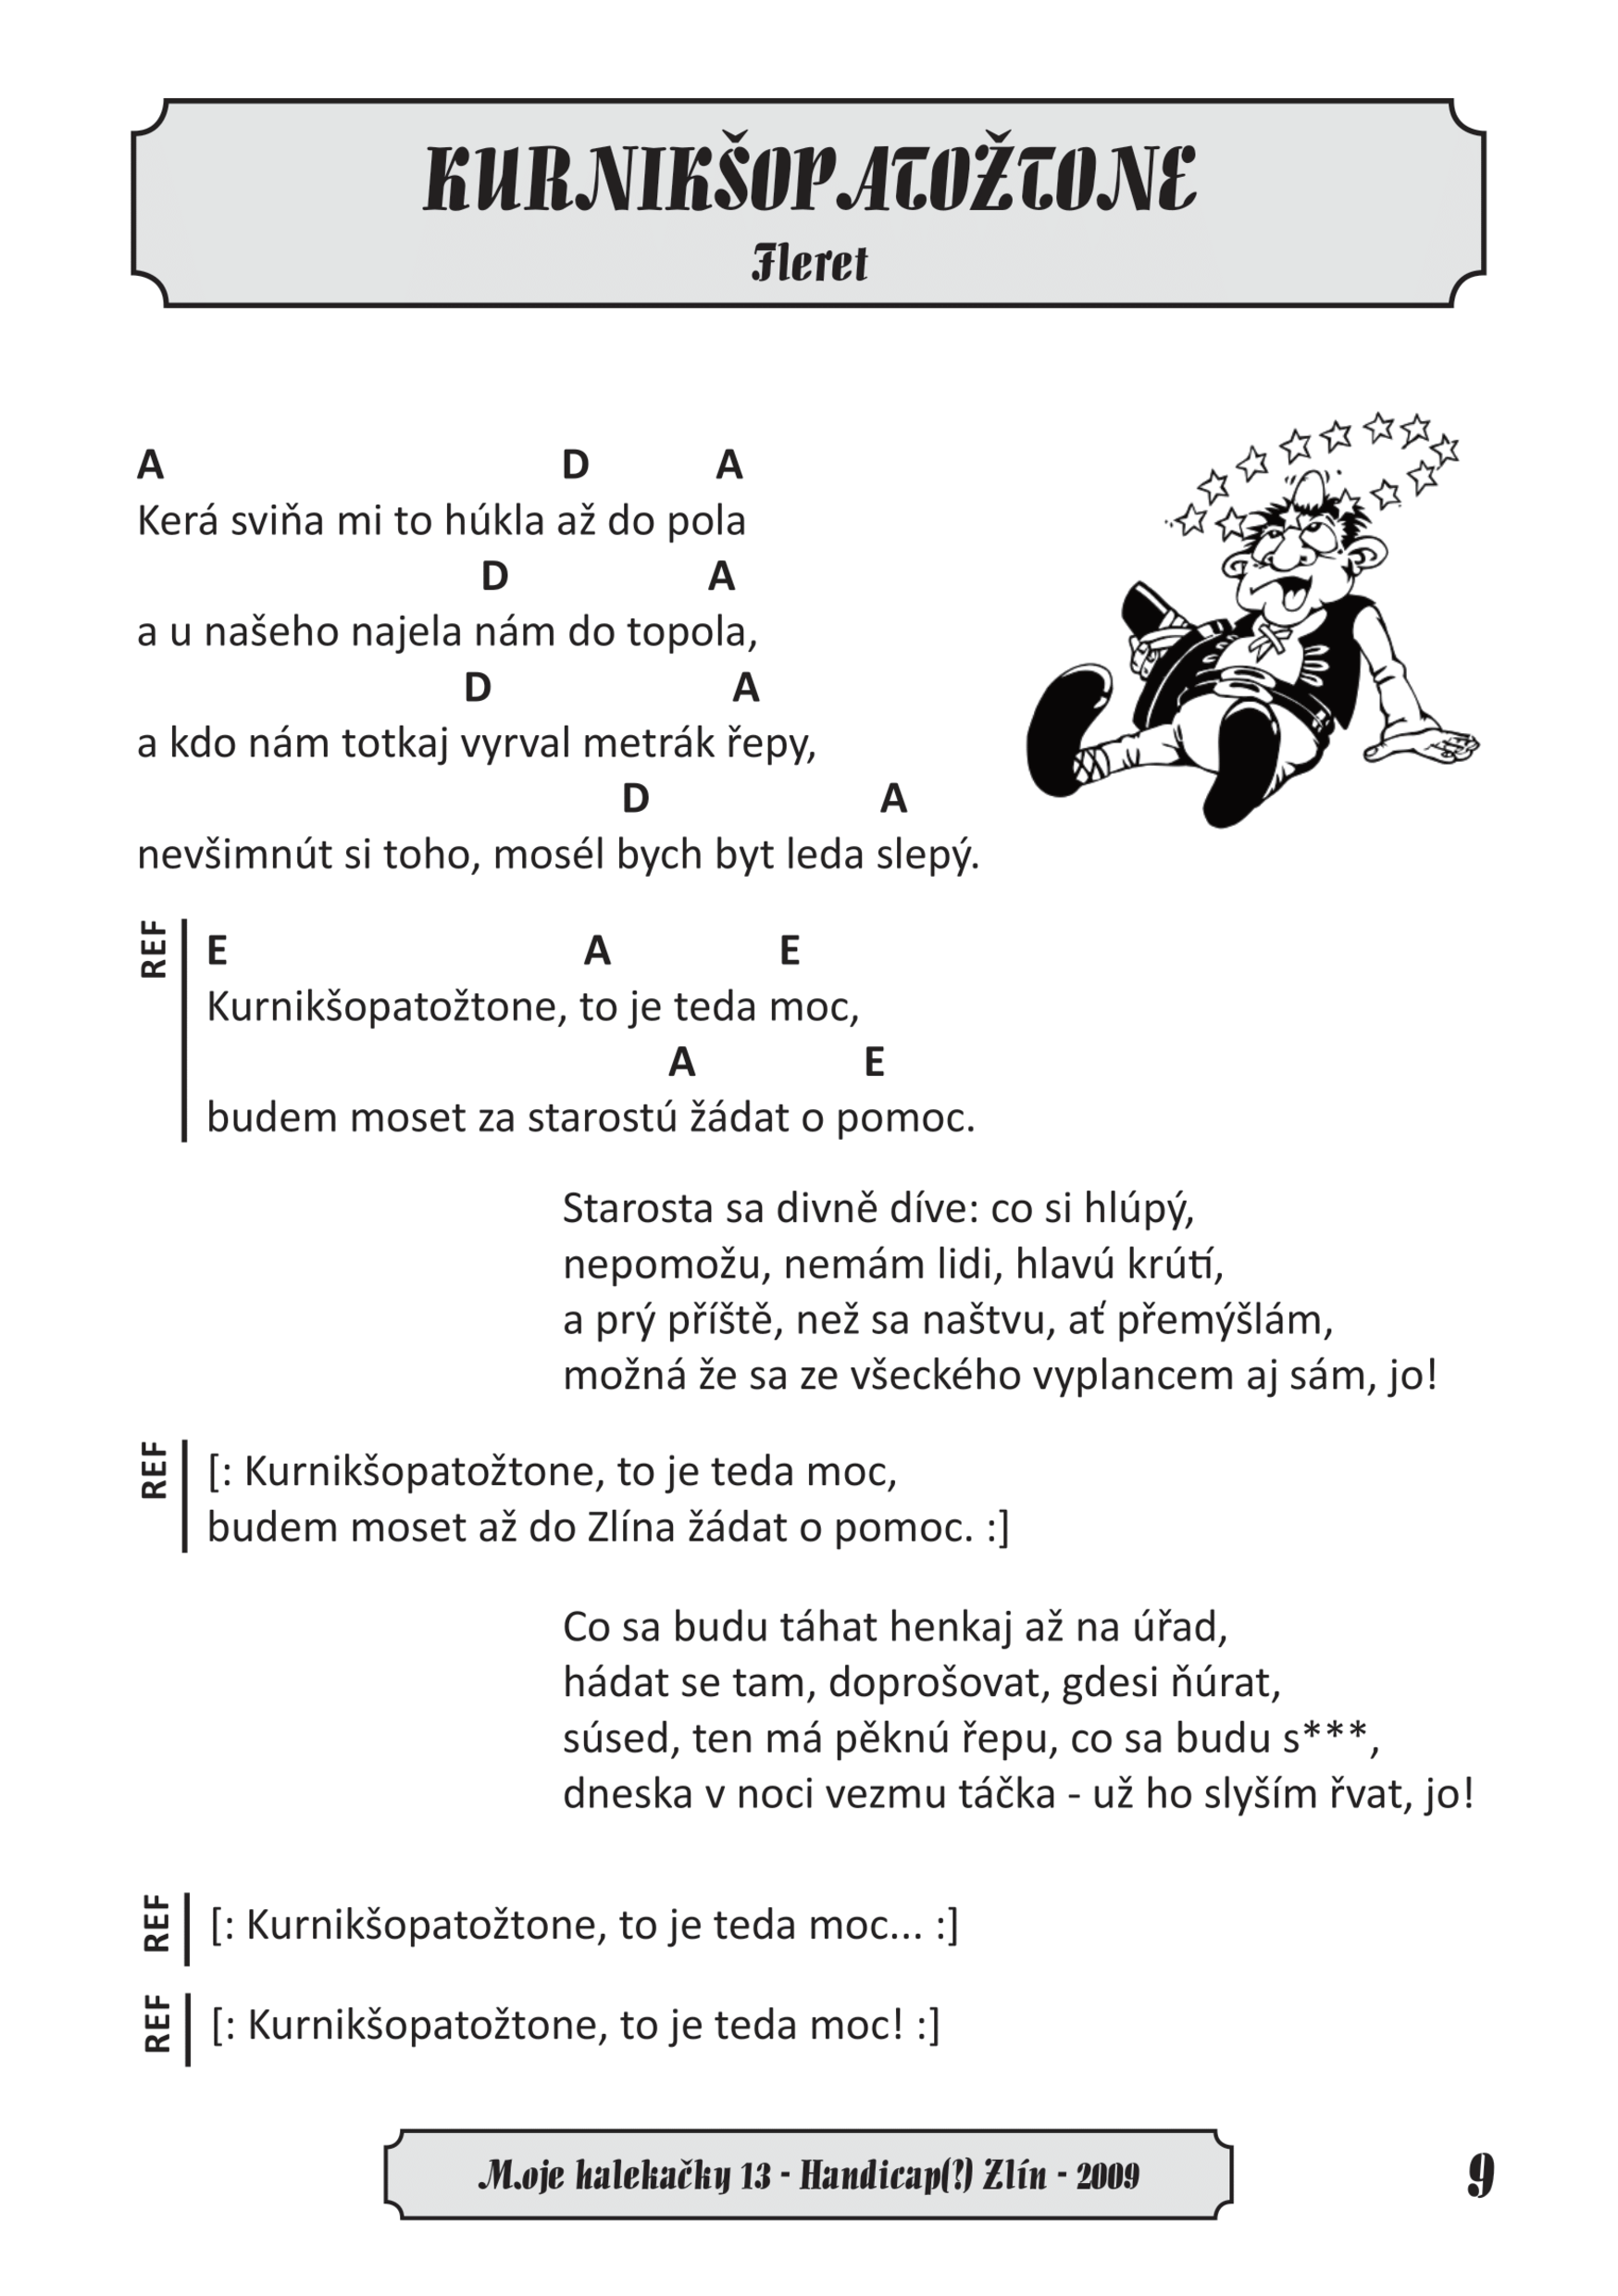 KURNIKŠOPATOŽTONE
Fleret
A D A
Kerá sviňa mi to húkla až do pola
D A
a u našeho najela nám do topola,
D A
a kdo nám totkaj vyrval metrák řepy,
D A
nevšimnút si toho, mosél bych byt leda slepý.
REF
E A E
Kurnikšopatožtone, to je teda moc,
A E
budem moset za starostú žádat o pomoc.
Starosta sa divně díve: co si hlúpý,
nepomožu, nemám lidi, hlavú krútí,
a prý příště, než sa naštvu, ať přemýšlám,
možná že sa ze všeckého vyplancem aj sám, jo!
REF
[: Kurnikšopatožtone, to je teda moc,
budem moset až do Zlína žádat o pomoc. :]
Co sa budu táhat henkaj až na úřad,
hádat se tam, doprošovat, gdesi ňúrat,
súsed, ten má pěknú řepu, co sa budu s***,
dneska v noci vezmu táčka - už ho slyším řvat, jo!
REF
[: Kurnikšopatožtone, to je teda moc... :]
REF
[: Kurnikšopatožtone, to je teda moc! :]
Moje halekačky 13 - Handicap(?) Zlín - 2009
9